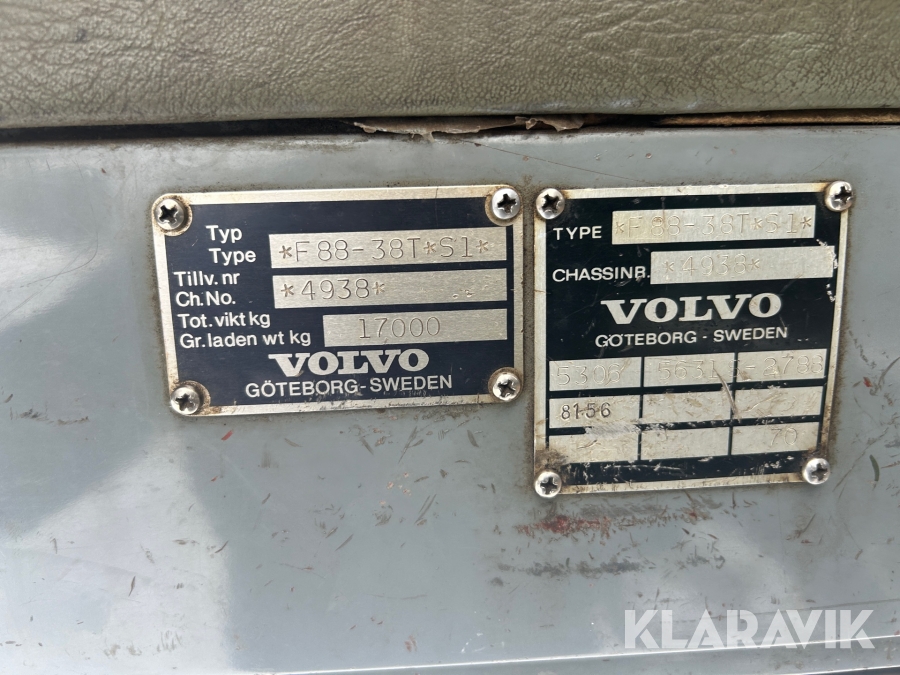 Typ
Type *F88-38T*S1*
Tillv.nr
Ch.No. *4938*
Tot.vikt kg
Gr.laden wt kg 17000
VOLVO
GÖTEBORG-SWEDEN
TYPE *F88-38T*S1*
CHASSINR. *4938*
VOLVO
GÖTEBORG - SWEDEN
5396
8156
70
KLARAVIK